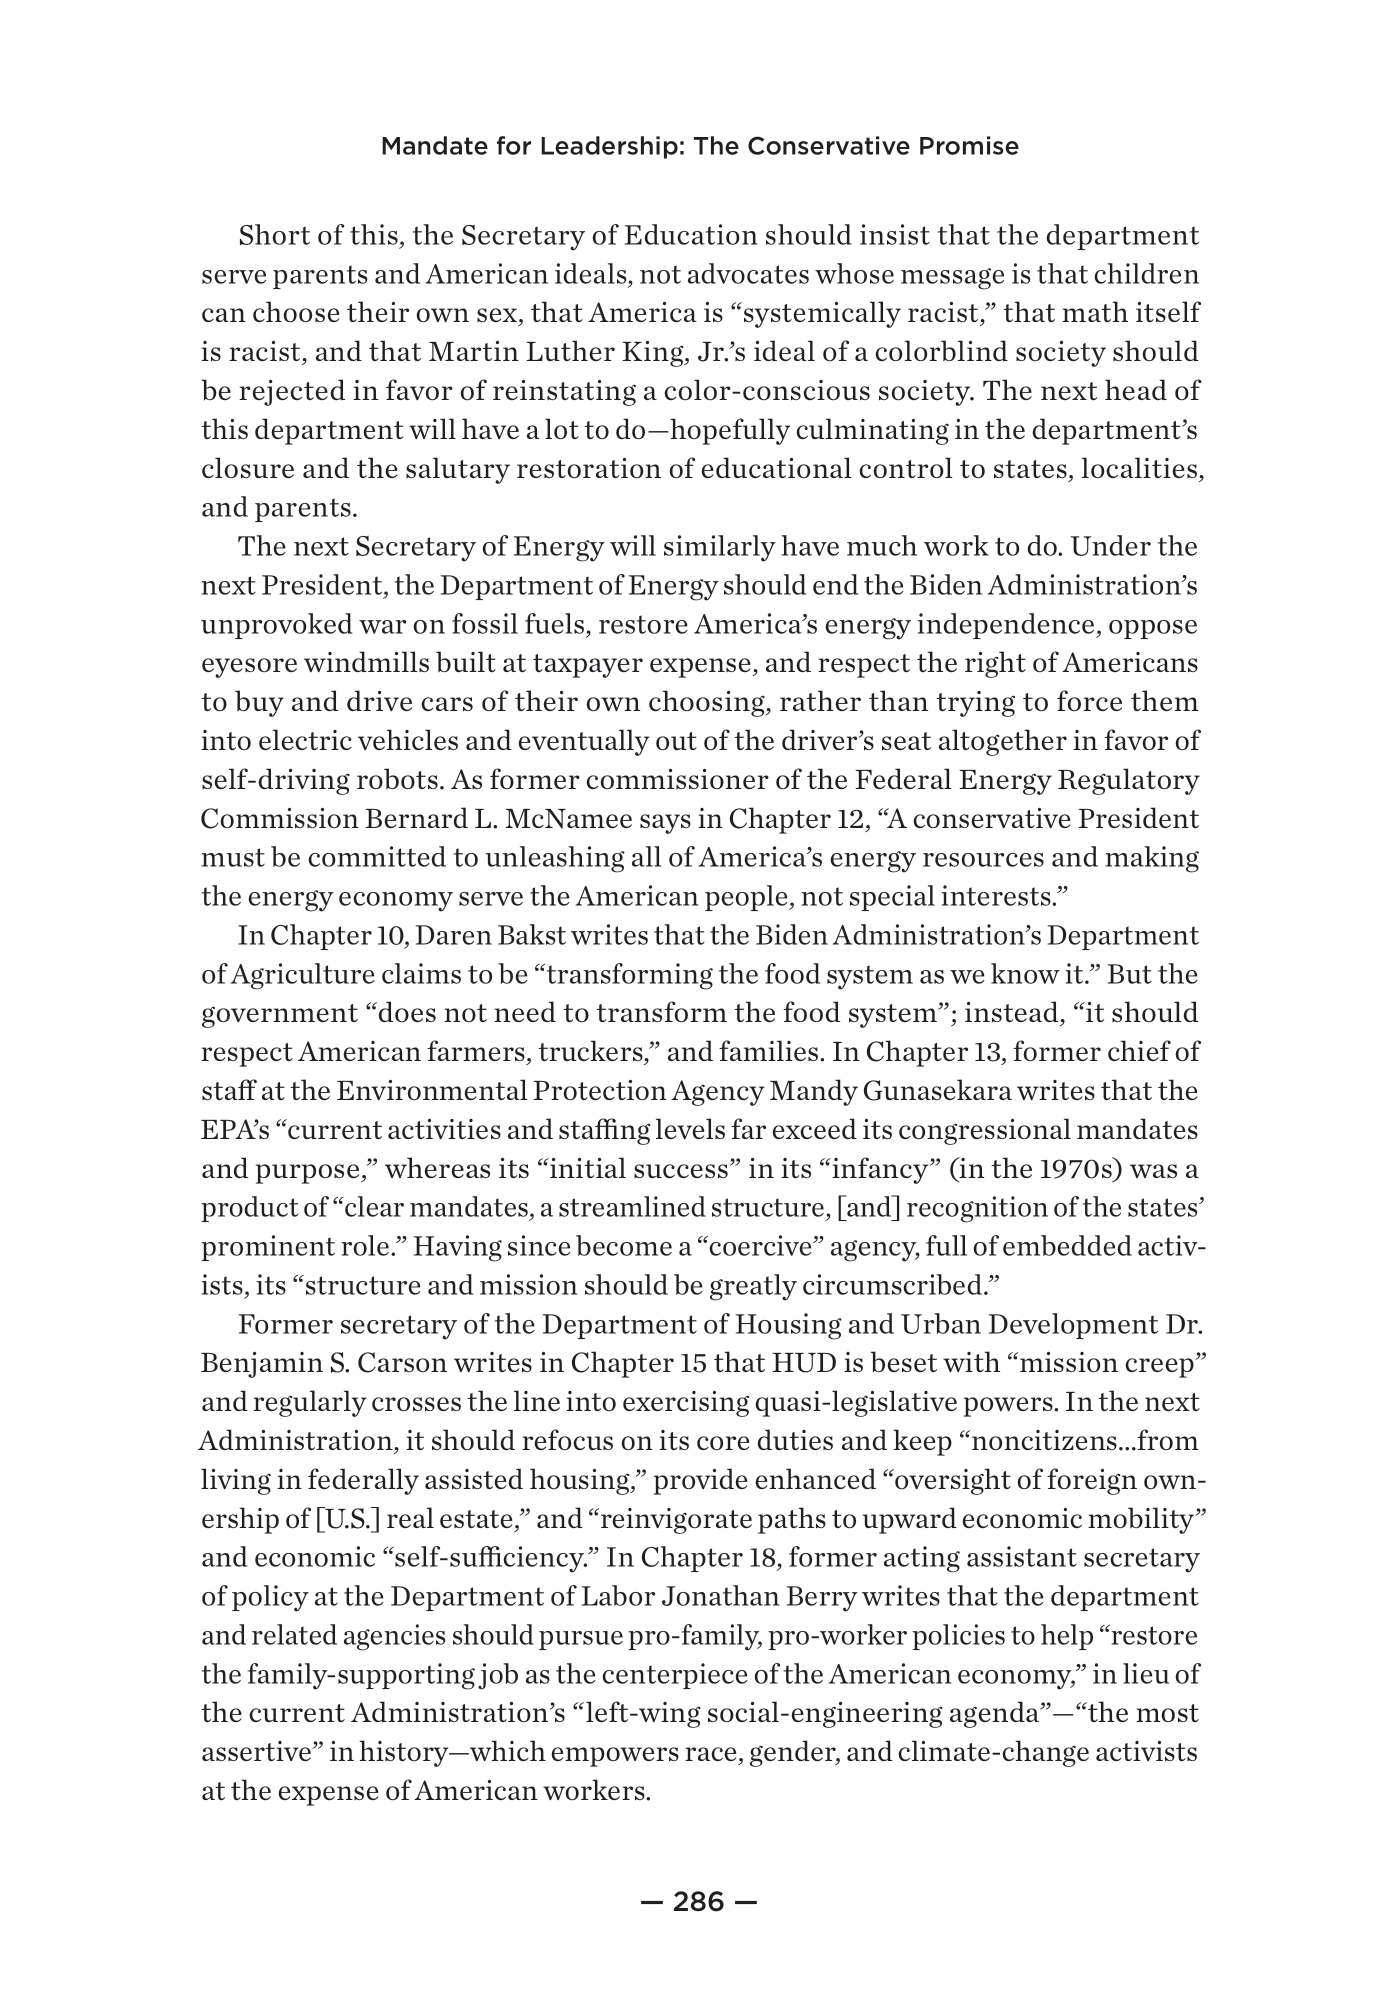 Mandate for Leadership: The Conservative Promise
Short of this, the Secretary of Education should insist that the department
serve parents and American ideals, not advocates whose message is that children
can choose their own sex, that America is “systemically racist,” that math itself
is racist, and that Martin Luther King, Jr.’s ideal of a colorblind society should
be rejected in favor of reinstating a color-conscious society. The next head of
this department will have a lot to do—hopefully culminating in the department’s
closure and the salutary restoration of educational control to states, localities,
and parents.
The next Secretary of Energy will similarly have much work to do. Under the
next President, the Department of Energy should end the Biden Administration’s
unprovoked war on fossil fuels, restore America’s energy independence, oppose
eyesore windmills built at taxpayer expense, and respect the right of Americans
to buy and drive cars of their own choosing, rather than trying to force them
into electric vehicles and eventually out of the driver’s seat altogether in favor of
self-driving robots. As former commissioner of the Federal Energy Regulatory
Commission Bernard L. McNamee says in Chapter 12, “A conservative President
must be committed to unleashing all of America’s energy resources and making
the energy economy serve the American people, not special interests.”
In Chapter 10, Daren Bakst writes that the Biden Administration’s Department
of Agriculture claims to be “transforming the food system as we know it.” But the
government “does not need to transform the food system”; instead, “it should
respect American farmers, truckers,” and families. In Chapter 13, former chief of
staff at the Environmental Protection Agency Mandy Gunasekara writes that the
EPA’s “current activities and staffing levels far exceed its congressional mandates
and purpose,” whereas its “initial success” in its “infancy” (in the 1970s) was a
product of “clear mandates, a streamlined structure, [and] recognition of the states’
prominent role.” Having since become a “coercive” agency, full of embedded activ-
ists, its “structure and mission should be greatly circumscribed.”
Former secretary of the Department of Housing and Urban Development Dr.
Benjamin S. Carson writes in Chapter 15 that HUD is beset with “mission creep”
and regularly crosses the line into exercising quasi-legislative powers. In the next
Administration, it should refocus on its core duties and keep “noncitizens…from
living in federally assisted housing,” provide enhanced “oversight of foreign own-
ership of [U.S.] real estate,” and “reinvigorate paths to upward economic mobility”
and economic “self-sufficiency.” In Chapter 18, former acting assistant secretary
of policy at the Department of Labor Jonathan Berry writes that the department
and related agencies should pursue pro-family, pro-worker policies to help “restore
the family-supporting job as the centerpiece of the American economy,” in lieu of
the current Administration’s “left-wing social-engineering agenda”—“the most
assertive” in history—which empowers race, gender, and climate-change activists
at the expense of American workers.
— 286 —